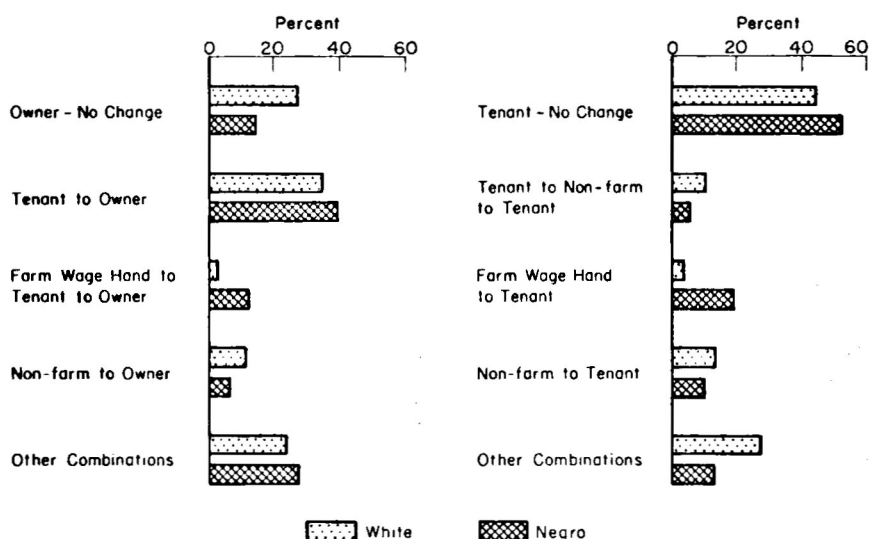 Percent
0 20 40 60
Owner - No Change
Tenant to Owner
Farm Wage Hand to
Tenant to Owner
Non-farm to Owner
Other Combinations
Percent
0 20 40 60
Tenant - No Change
Tenant to Non-farm
to Tenant
Farm Wage Hand
to Tenant
Non-farm to Tenant
Other Combinations
White
Negro